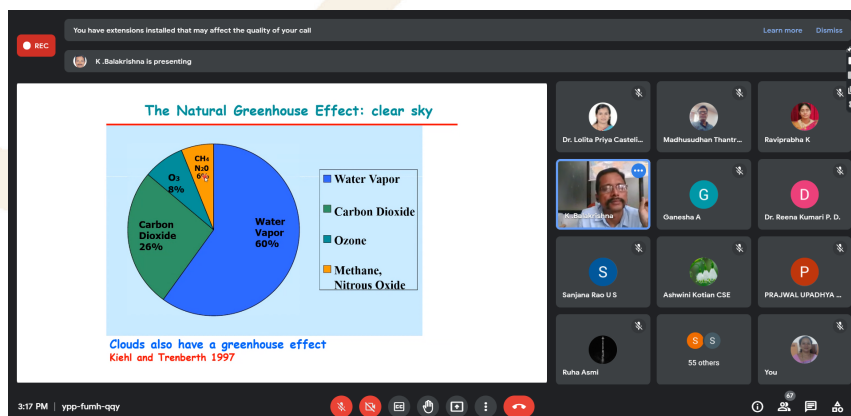 You have extensions installed that may affect the quality of your call
Learn more Dismiss
REC
K .Balakrishna is presenting
The Natural Greenhouse Effect: clear sky
CH4
N20
6%
O3
8%
Carbon
Dioxide
26%
Water
Vapor
60%
Water Vapor
Carbon Dioxide
Ozone
Methane,
Nitrous Oxide
Clouds also have a greenhouse effect
Kiehl and Trenberth 1997
Dr. Lolita Priya Casteli...
Madhusudhan Thantr...
Raviprabha K
K .Balakrishna
G
Ganesha A
D
Dr. Reena Kumari P. D.
S
Sanjana Rao U S
Ashwini Kotian CSE
P
PRAJWAL UPADHYA ...
Ruha Asmi
S S
55 others
You
3:17 PM | ypp-fumh-qqy
CC
67